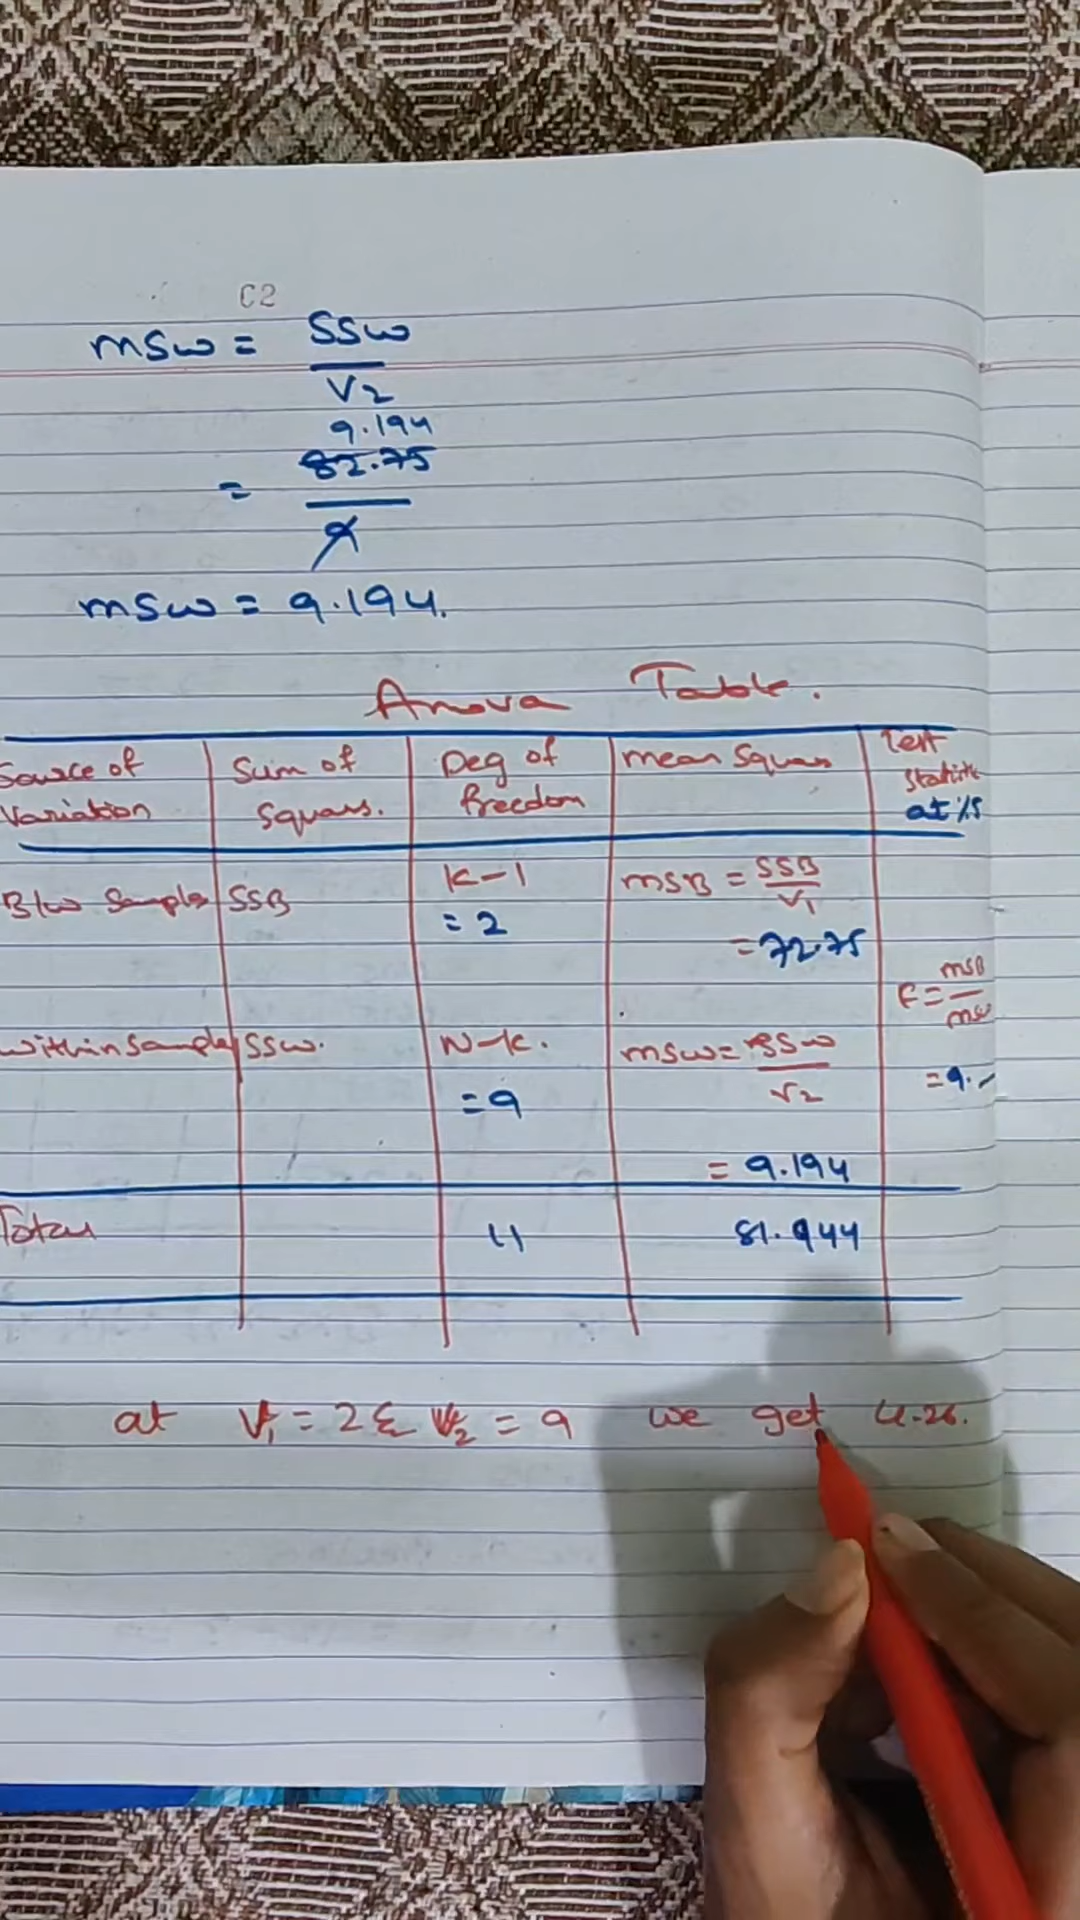 C2
MSW = SSW
V2
9.194
= 82.75
9
MSW = 9.194.
Anova Table.
Source of Variation
Sum of Squars.
Deg of freedom
mean Squars
Test Statistic at %5
B/w Sample
SSB
K-1
= 2
MSB = SSB
V1
= 72.75
F = MSB
MSW
= 9.
Within Sample
SSW.
N-K.
= 9
MSW = SSW
V2
= 9.194
Total
11
81.944
at V1 = 2 & V2 = 9 we get 4.26.